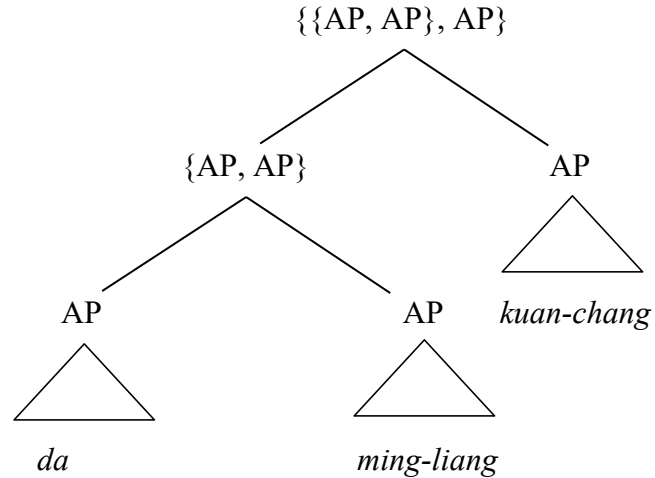 {{AP, AP}, AP}
{AP, AP}
AP
AP
AP
kuan-chang
da
ming-liang